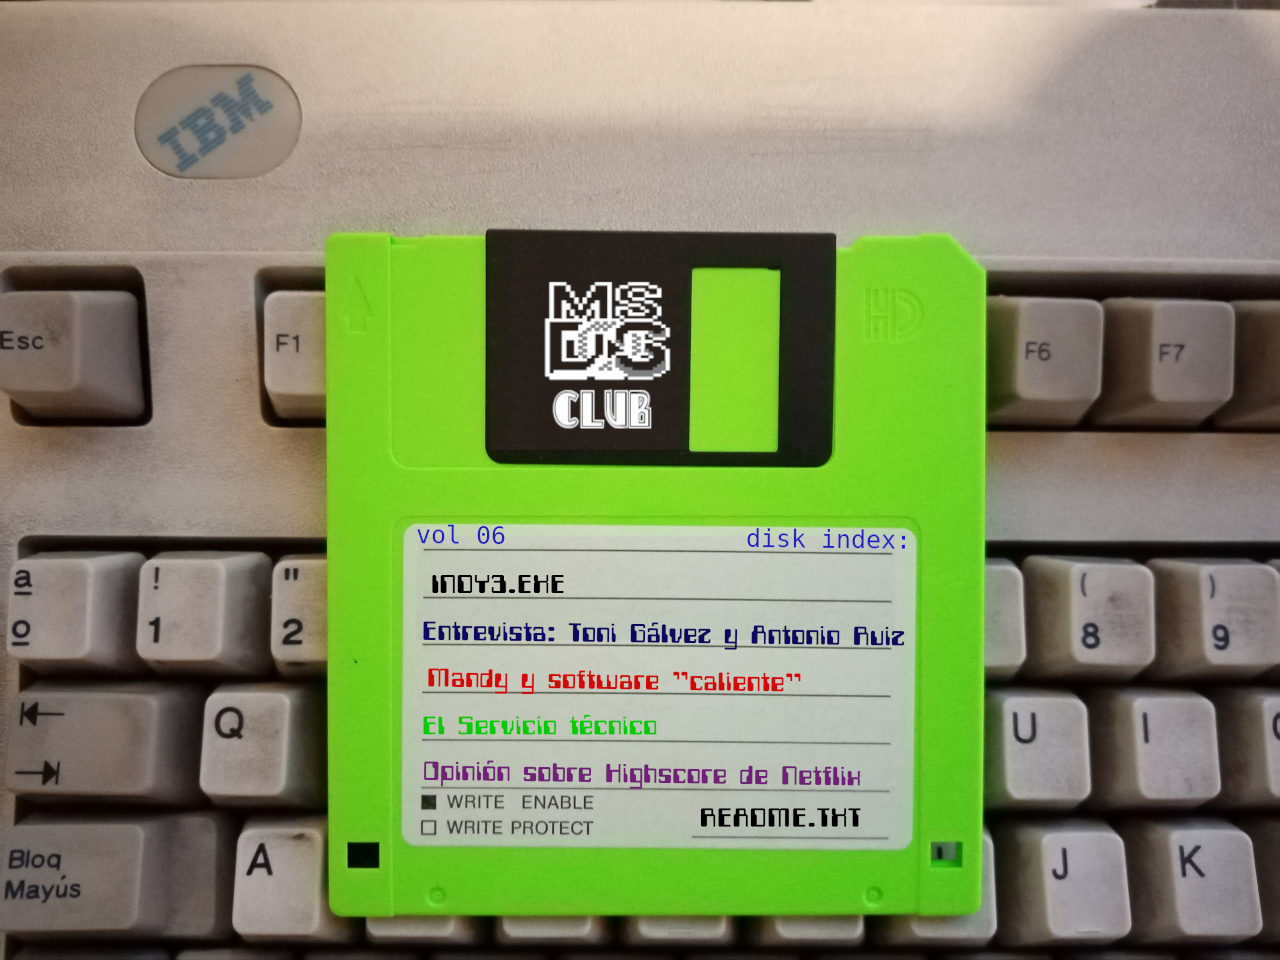 IBM
Esc
F1
F6
F7
MS
DOS
CLUB
HD
vol 06 disk index:
INDY3.EXE
Entrevista: Toni Gálvez y Antonio Ruiz
Mandy y software "caliente"
El Servicio técnico
Opinión sobre Highscore de Netflix
WRITE ENABLE
WRITE PROTECT
README.TXT
a
o
!
1
"
2
(
8
)
9
Q
U
I
Bloq
Mayús
A
J
K